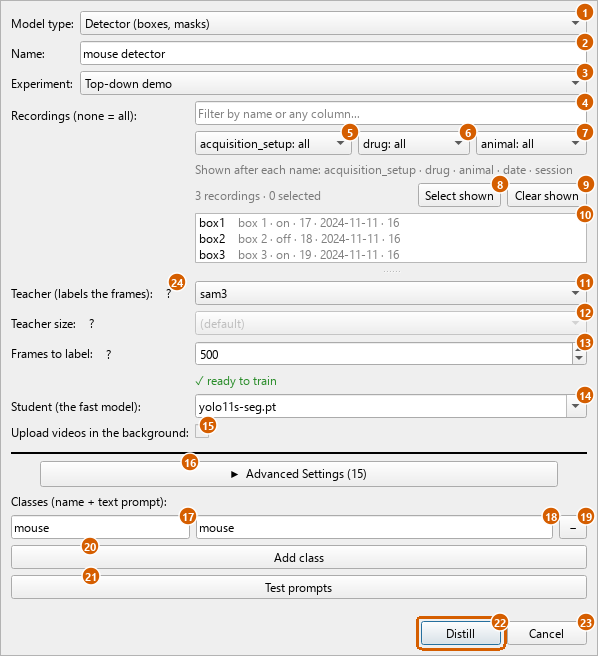 Model type: Detector (boxes, masks) 1
Name: mouse detector 2
Experiment: Top-down demo 3
Recordings (none = all): Filter by name or any column... 4
acquisition_setup: all 5 drug: all 6 animal: all 7
Shown after each name: acquisition_setup · drug · animal · date · session
3 recordings · 0 selected Select shown 8 Clear shown 9
box1 box 1 · on · 17 · 2024-11-11 · 16 10
box2 box 2 · off · 18 · 2024-11-11 · 16
box3 box 3 · on · 19 · 2024-11-11 · 16
Teacher (labels the frames): ? 24 sam3 11
Teacher size: ? (default) 12
Frames to label: ? 500 13
✓ ready to train
Student (the fast model): yolo11s-seg.pt 14
Upload videos in the background: 15
16
► Advanced Settings (15)
Classes (name + text prompt):
mouse 17 mouse 18 – 19
20
Add class
21
Test prompts
Distill 22 Cancel 23